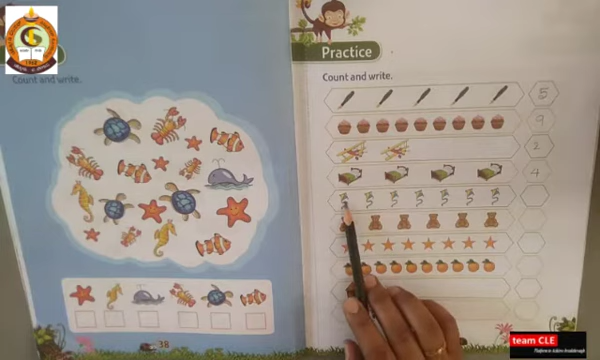 Count and write.
38
Practice
Count and write.
5
9
2
4
team CLE